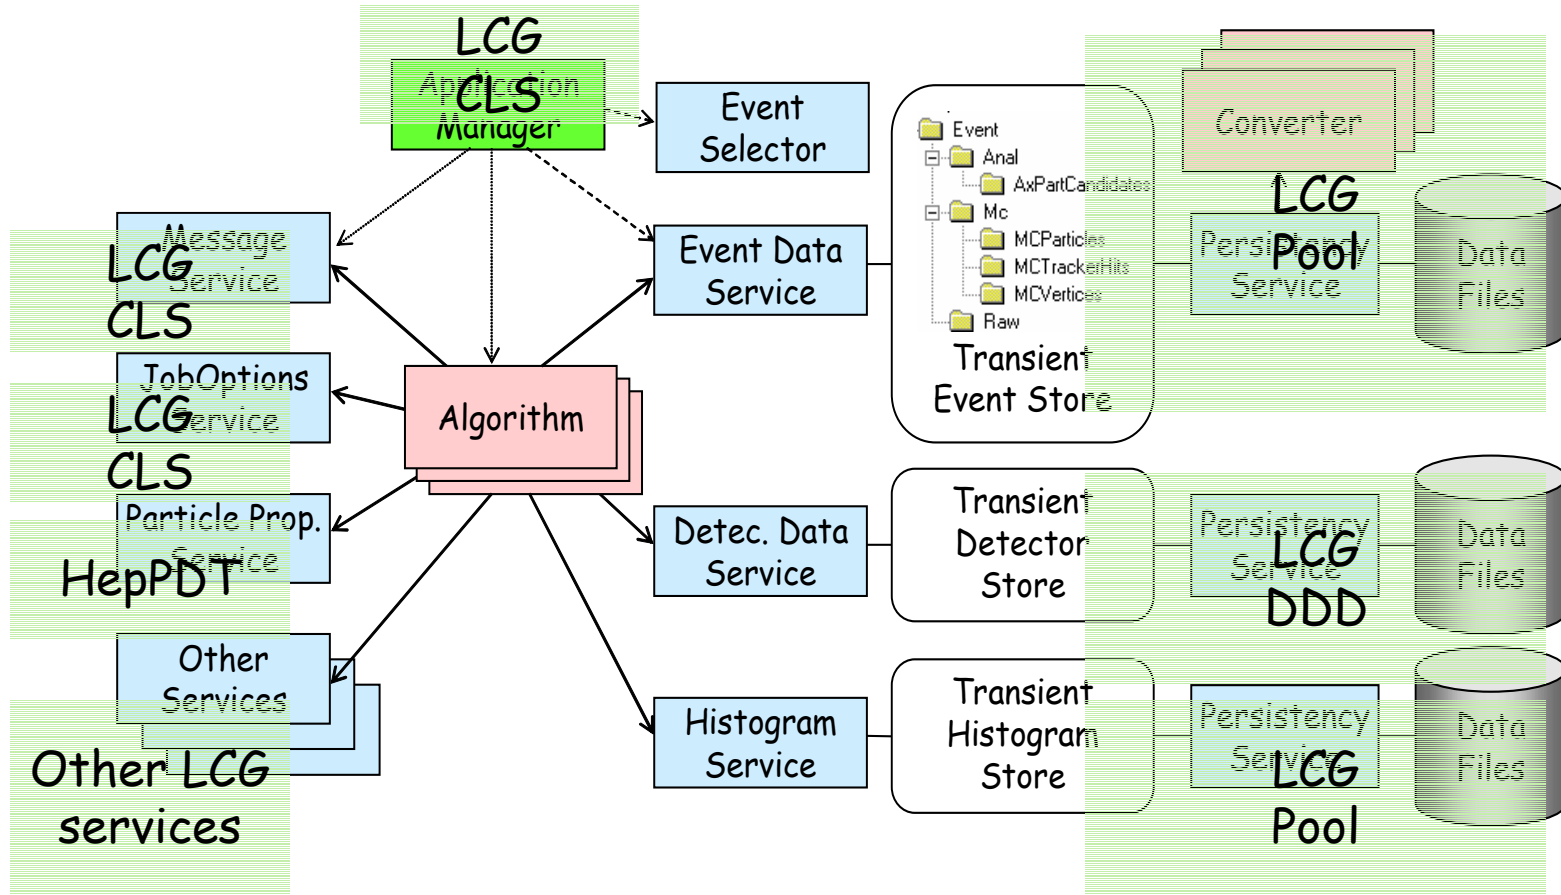 LCG
CLS
Application
Manager
Event
Selector
Event
Anal
AxPartCandidates
Mc
MCParticles
MCTrackerHits
MCVertices
Raw
Transient
Event Store
Converter
LCG
Pool
Persistency
Service
Data
Files
Message
Service
LCG
CLS
Event Data
Service
JobOptions
Service
LCG
CLS
Algorithm
Particle Prop.
Service
HepPDT
Detec. Data
Service
Transient
Detector
Store
Persistency
Service
LCG
DDD
Data
Files
Other
Services
Other LCG
services
Histogram
Service
Transient
Histogram
Store
Persistency
Service
LCG
Pool
Data
Files